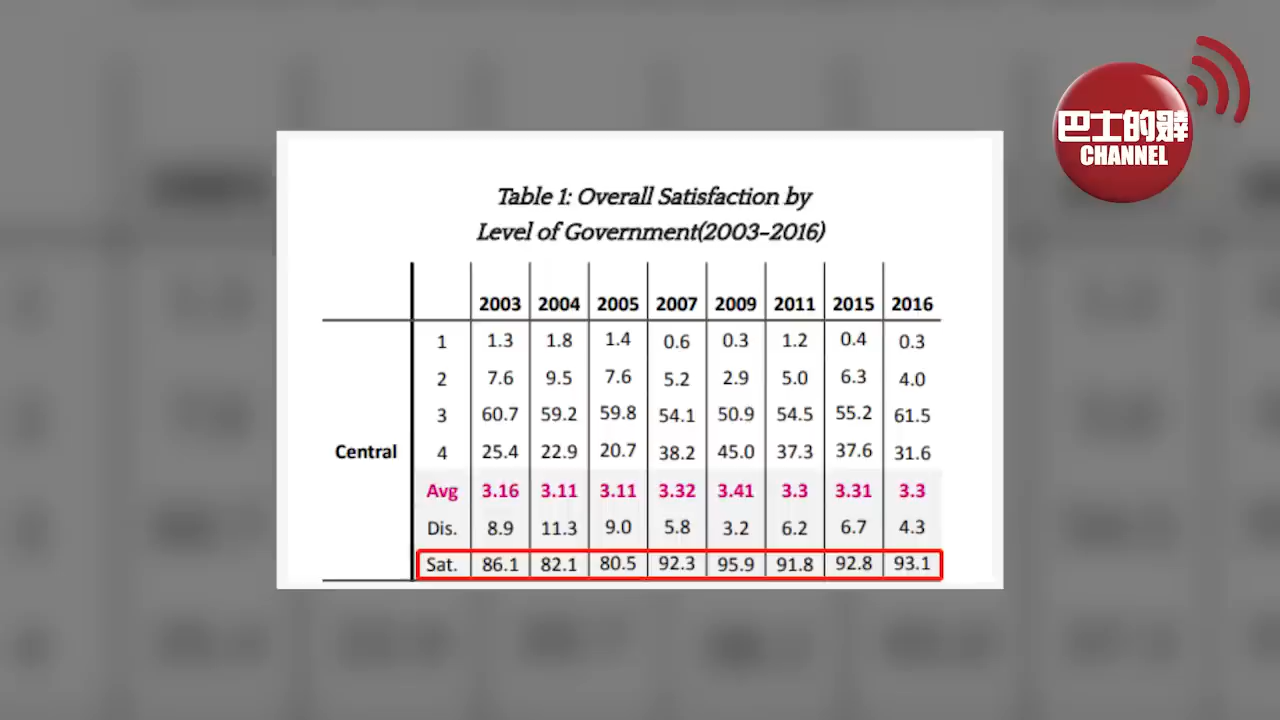 巴士的報
CHANNEL
Table 1: Overall Satisfaction by
Level of Government(2003-2016)
2003 2004 2005 2007 2009 2011 2015 2016
1 1.3 1.8 1.4 0.6 0.3 1.2 0.4 0.3
2 7.6 9.5 7.6 5.2 2.9 5.0 6.3 4.0
3 60.7 59.2 59.8 54.1 50.9 54.5 55.2 61.5
Central 4 25.4 22.9 20.7 38.2 45.0 37.3 37.6 31.6
Avg 3.16 3.11 3.11 3.32 3.41 3.3 3.31 3.3
Dis. 8.9 11.3 9.0 5.8 3.2 6.2 6.7 4.3
Sat. 86.1 82.1 80.5 92.3 95.9 91.8 92.8 93.1